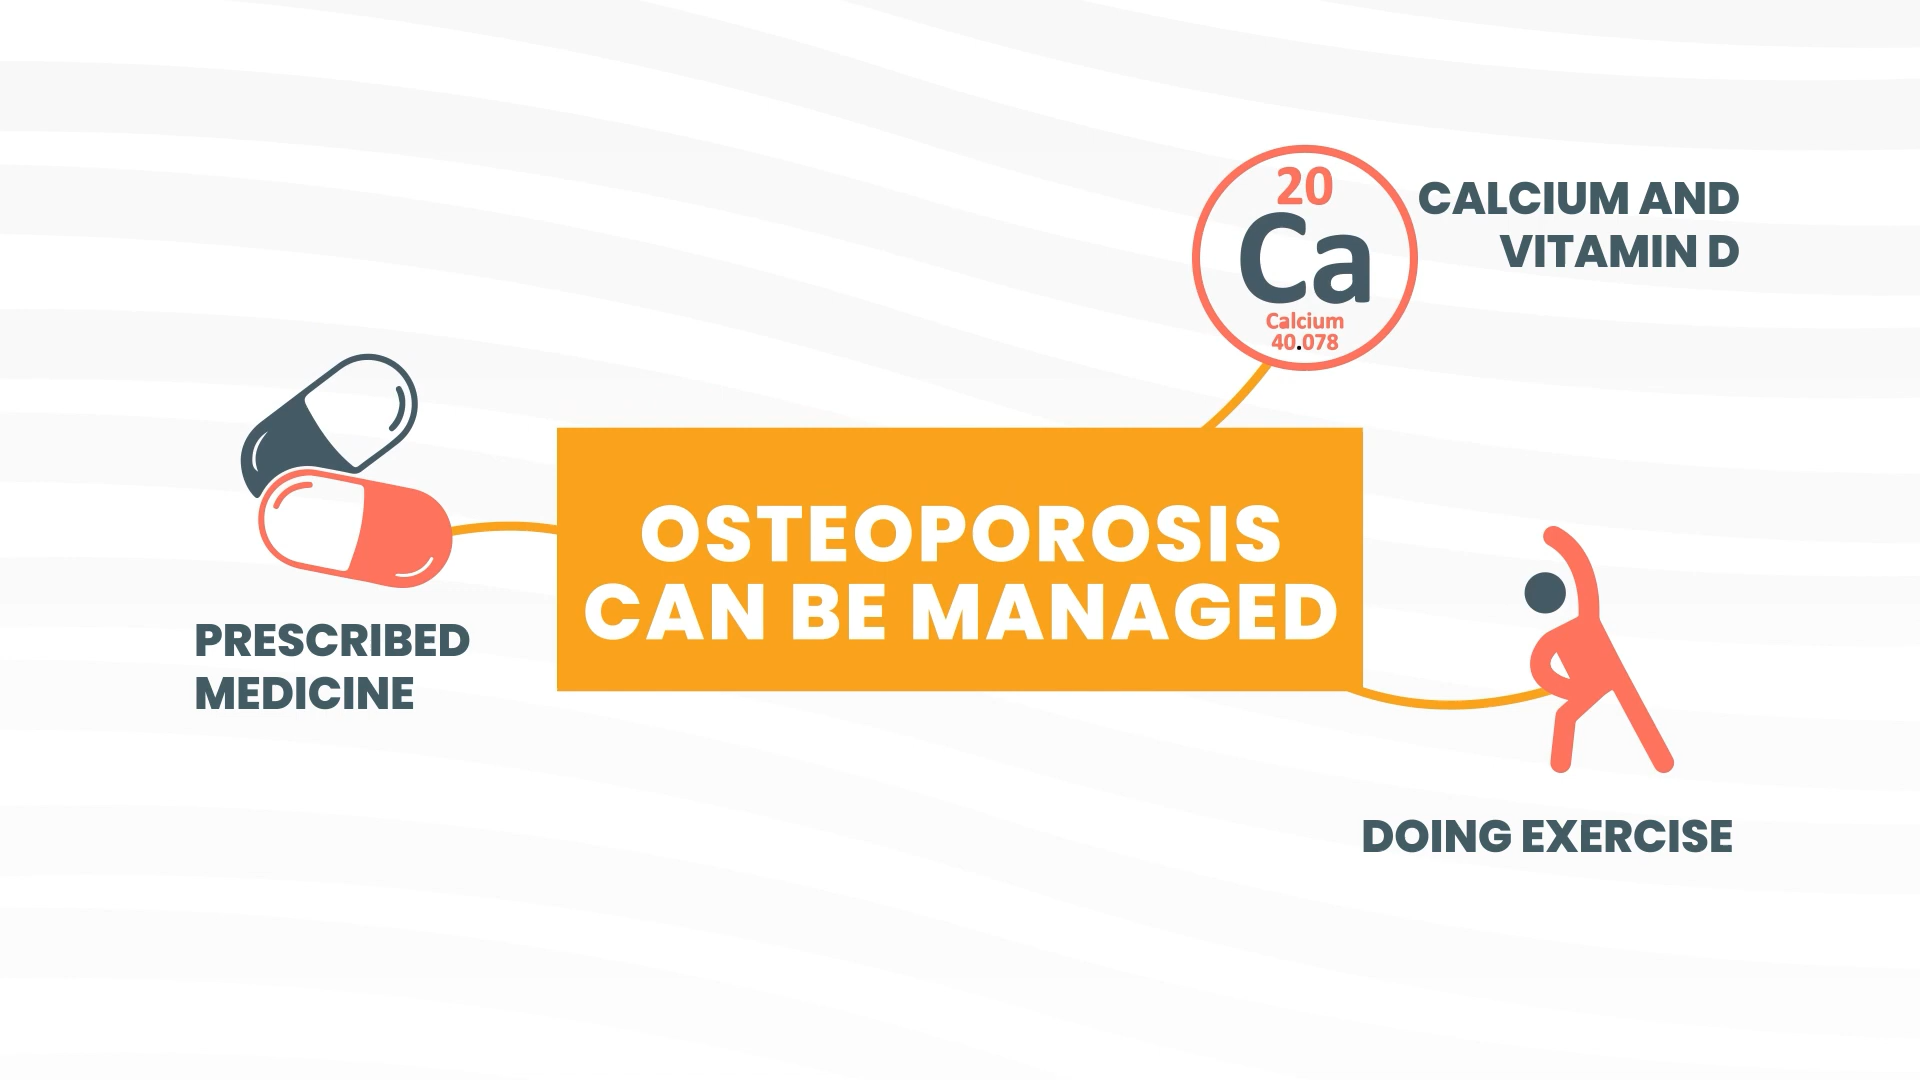 20
Ca
Calcium
40.078
CALCIUM AND
VITAMIN D
OSTEOPOROSIS
CAN BE MANAGED
PRESCRIBED
MEDICINE
DOING EXERCISE